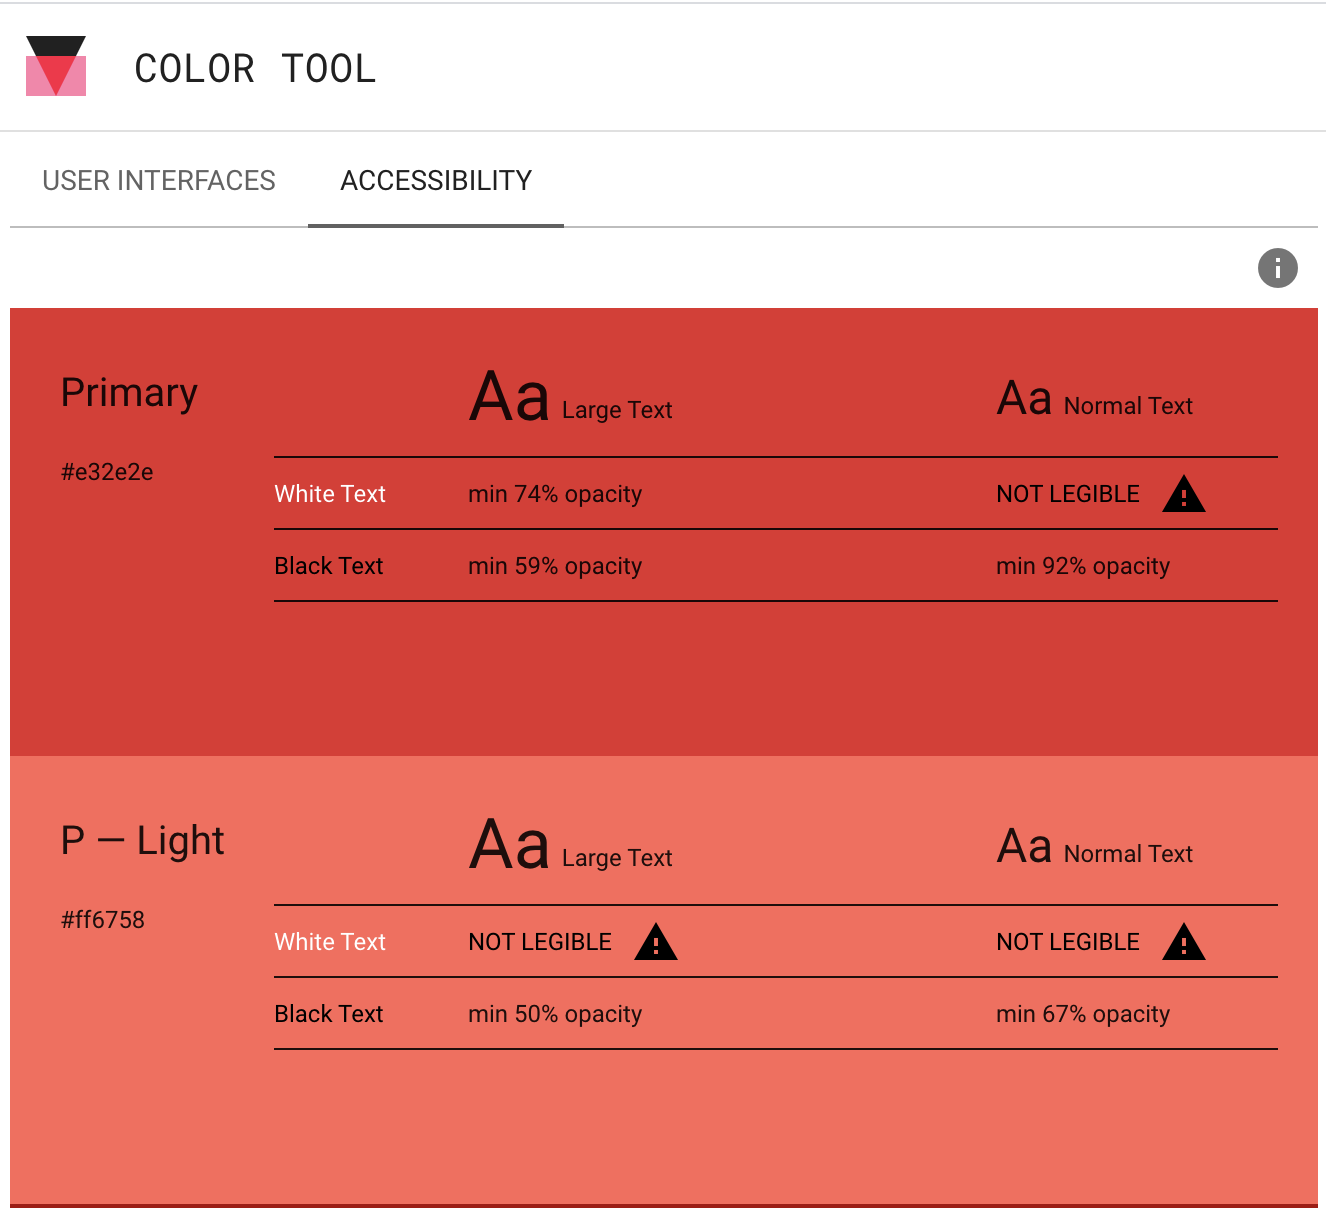 COLOR TOOL
USER INTERFACES ACCESSIBILITY
Primary Aa Large Text Aa Normal Text
#e32e2e
White Text min 74% opacity NOT LEGIBLE
Black Text min 59% opacity min 92% opacity
P — Light Aa Large Text Aa Normal Text
#ff6758
White Text NOT LEGIBLE NOT LEGIBLE
Black Text min 50% opacity min 67% opacity